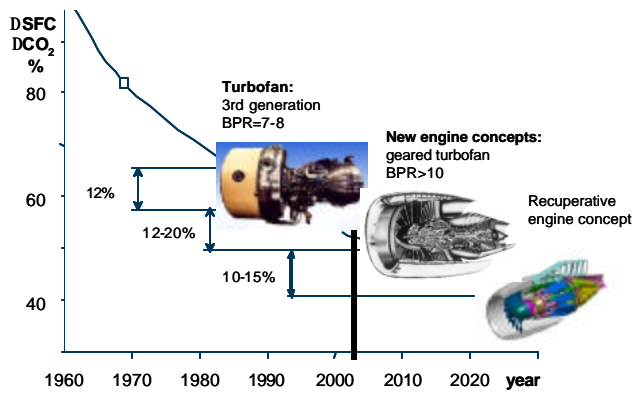 DSFC
DCO2
%
80
60
40
Turbofan:
3rd generation
BPR=7-8
New engine concepts:
geared turbofan
BPR>10
Recuperative
engine concept
12%
12-20%
10-15%
1960 1970 1980 1990 2000 2010 2020 year